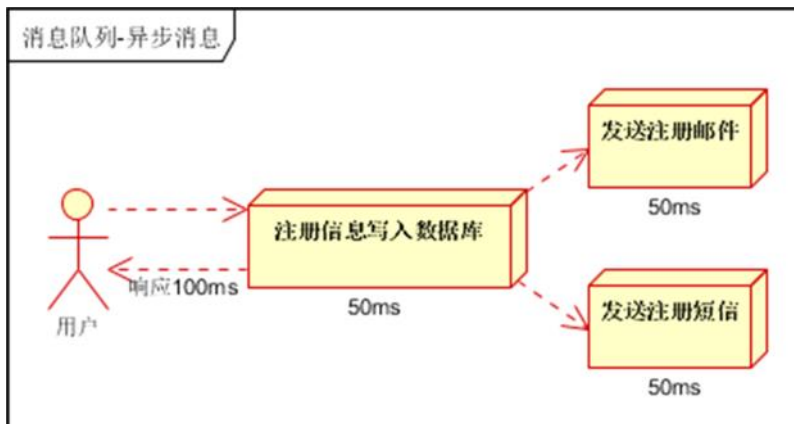 消息队列-异步消息
发送注册邮件
50ms
注册信息写入数据库
响应100ms
50ms
用户
发送注册短信
50ms